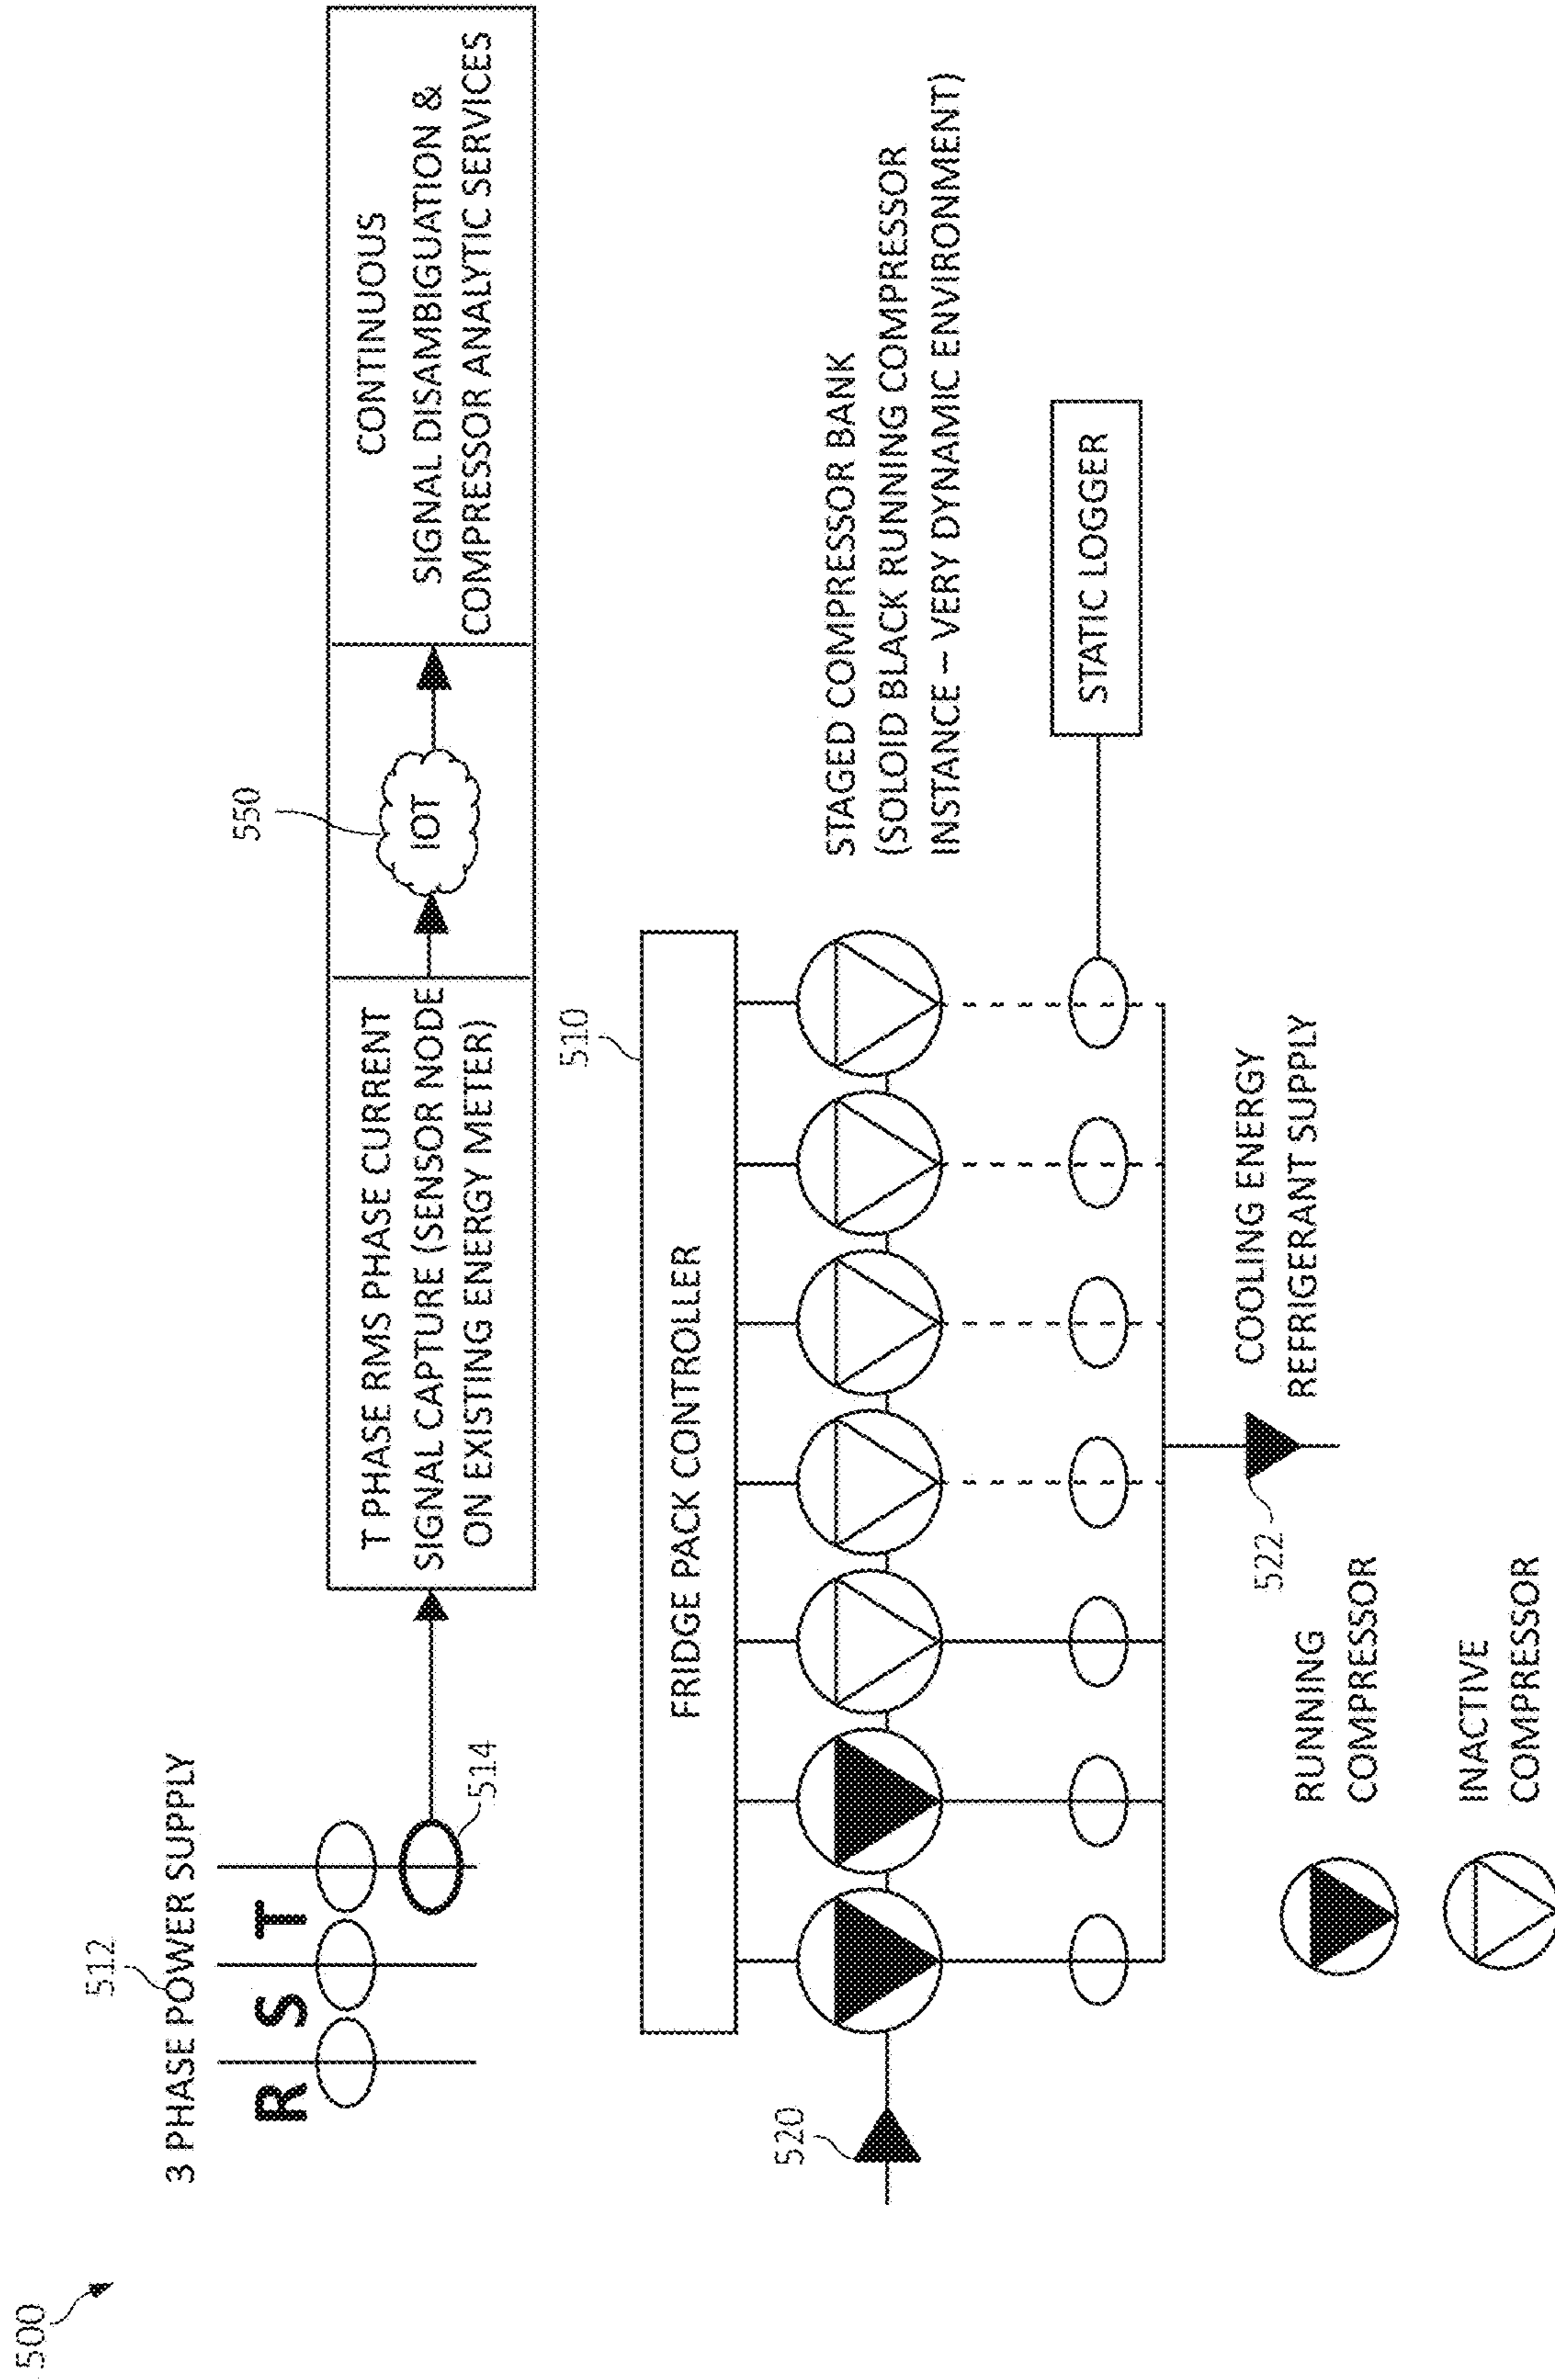 500
512
3 PHASE POWER SUPPLY
R S T
514
T PHASE RMS PHASE CURRENT
SIGNAL CAPTURE (SENSOR NODE
ON EXISTING ENERGY METER)
550
IOT
CONTINUOUS
SIGNAL DISAMBIGUATION &
COMPRESSOR ANALYTIC SERVICES
510
FRIDGE PACK CONTROLLER
520
STAGED COMPRESSOR BANK
(SOLOID BLACK RUNNING COMPRESSOR
INSTANCE – VERY DYNAMIC ENVIRONMENT)
STATIC LOGGER
522
COOLING ENERGY
REFRIGERANT SUPPLY
RUNNING
COMPRESSOR
INACTIVE
COMPRESSOR